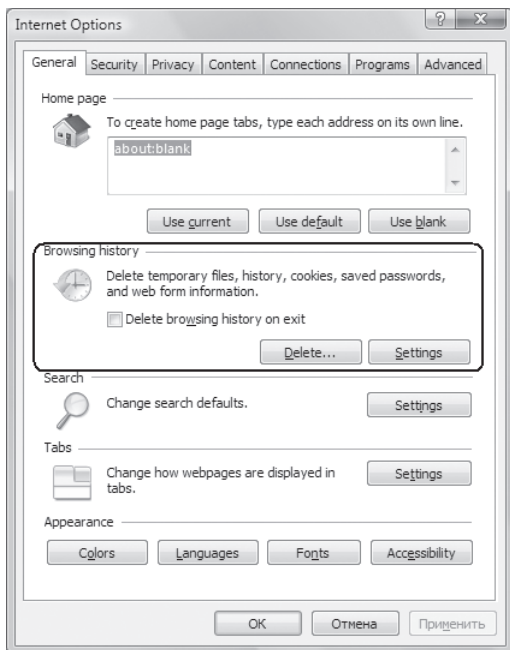 Internet Options
? X
General Security Privacy Content Connections Programs Advanced
Home page
To create home page tabs, type each address on its own line.
about:blank
Use current Use default Use blank
Browsing history
Delete temporary files, history, cookies, saved passwords,
and web form information.
Delete browsing history on exit
Delete... Settings
Search
Change search defaults. Settings
Tabs
Change how webpages are displayed in
tabs. Settings
Appearance
Colors Languages Fonts Accessibility
OK Отмена Применить